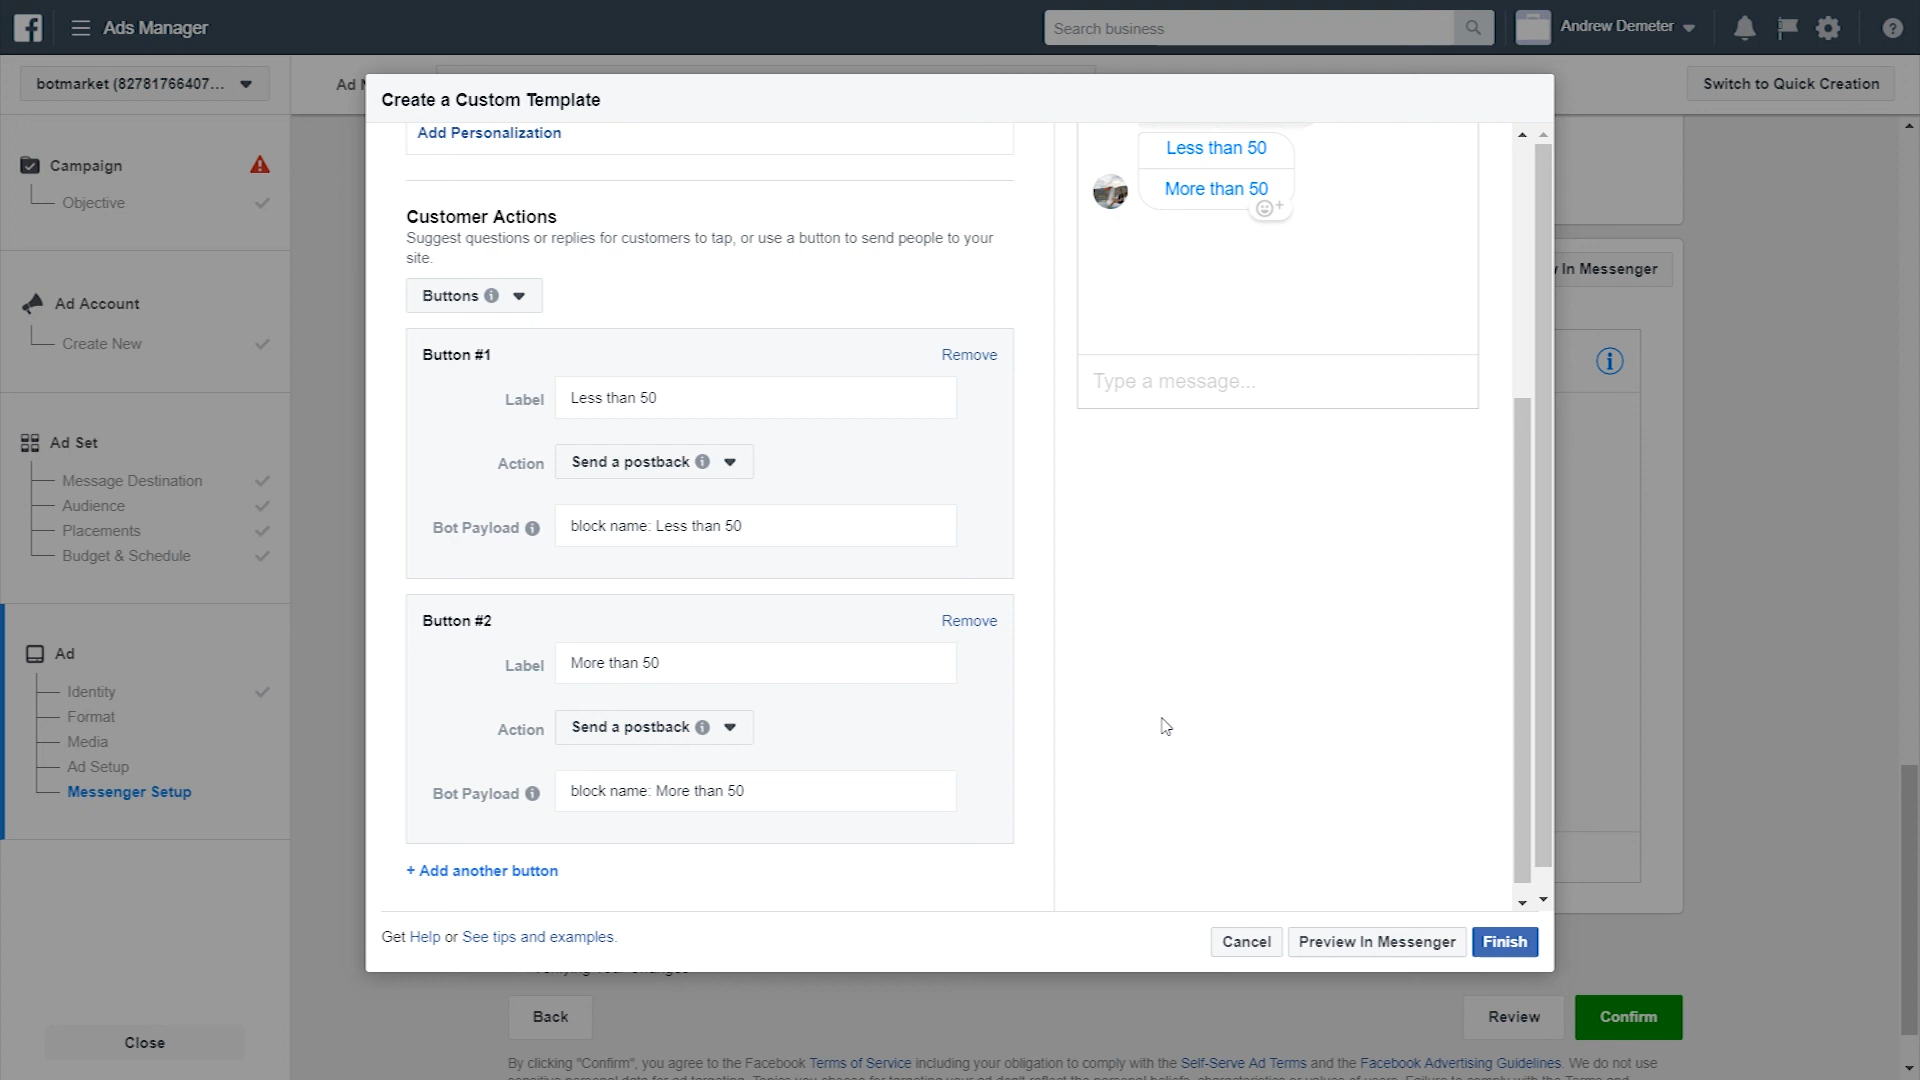 Ads Manager
Search business
Andrew Demeter
botmarket (82781766407...
Switch to Quick Creation
Create a Custom Template
Campaign
Objective
Ad Account
Create New
Ad Set
Message Destination
Audience
Placements
Budget & Schedule
Ad
Identity
Format
Media
Ad Setup
Messenger Setup
Close
Add Personalization
Customer Actions
Suggest questions or replies for customers to tap, or use a button to send people to your
site.
Buttons
Button #1
Remove
Label
Less than 50
Action
Send a postback
Bot Payload
block name: Less than 50
Button #2
Remove
Label
More than 50
Action
Send a postback
Bot Payload
block name: More than 50
+ Add another button
Less than 50
More than 50
Type a message...
In Messenger
Get Help or See tips and examples.
Cancel
Preview In Messenger
Finish
Back
Review
Confirm
By clicking "Confirm", you agree to the Facebook Terms of Service including your obligation to comply with the Self-Serve Ad Terms and the Facebook Advertising Guidelines. We do not use